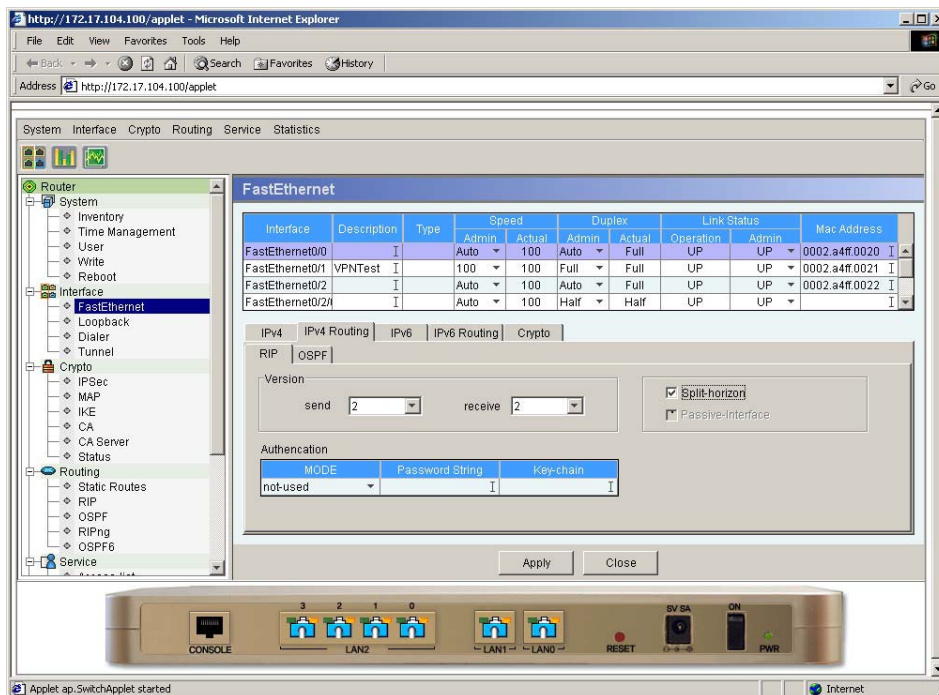 http://172.17.104.100/applet - Microsoft Internet Explorer
File Edit View Favorites Tools Help
Back Search Favorites History
Address http://172.17.104.100/applet Go
System Interface Crypto Routing Service Statistics
Router
System
Inventory
Time Management
User
Write
Reboot
Interface
FastEthernet
Loopback
Dialer
Tunnel
Crypto
IPSec
MAP
IKE
CA
CA Server
Status
Routing
Static Routes
RIP
OSPF
RIPng
OSPF6
Service
FastEthernet
Interface Description Type Speed Duplex Link Status Mac Address
Admin Actual Admin Actual Operation Admin
FastEthernet0/0 Auto 100 Auto Full UP UP 0002.a4ff.0020
FastEthernet0/1 VPNTest 100 100 Full Full UP UP 0002.a4ff.0021
FastEthernet0/2 Auto 100 Auto Full UP UP 0002.a4ff.0022
FastEthernet0/2/ Auto 100 Half Half UP UP
IPv4 IPv4 Routing IPv6 IPv6 Routing Crypto
RIP OSPF
Version
send 2 receive 2
Split-horizon
Passive-Interface
Authencation
MODE Password String Key-chain
not-used
Apply Close
3 2 1 0
CONSOLE LAN2 LAN1 LAN0 RESET 5V 5A ON PWR
Applet ap.SwitchApplet started Internet